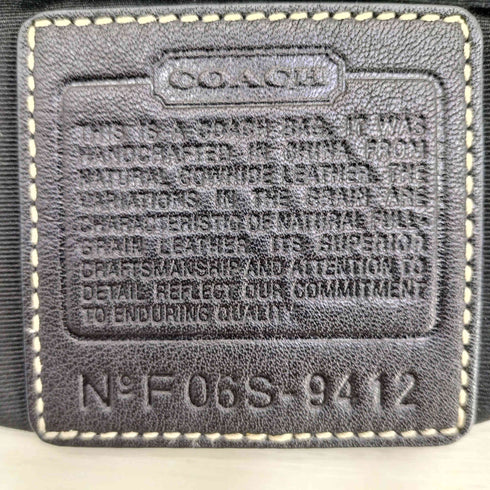 COACH
THIS IS A COACH BAG. IT WAS
HANDCRAFTED IN CHINA FROM
NATURAL COWHIDE LEATHER. THE
VARIATIONS IN THE GRAIN ARE
CHARACTERISTIC OF NATURAL FULL
GRAIN LEATHER. ITS SUPERIOR
CRAFTSMANSHIP AND ATTENTION TO
DETAIL REFLECT OUR COMMITMENT
TO ENDURING QUALITY.
Nº F06S-9412